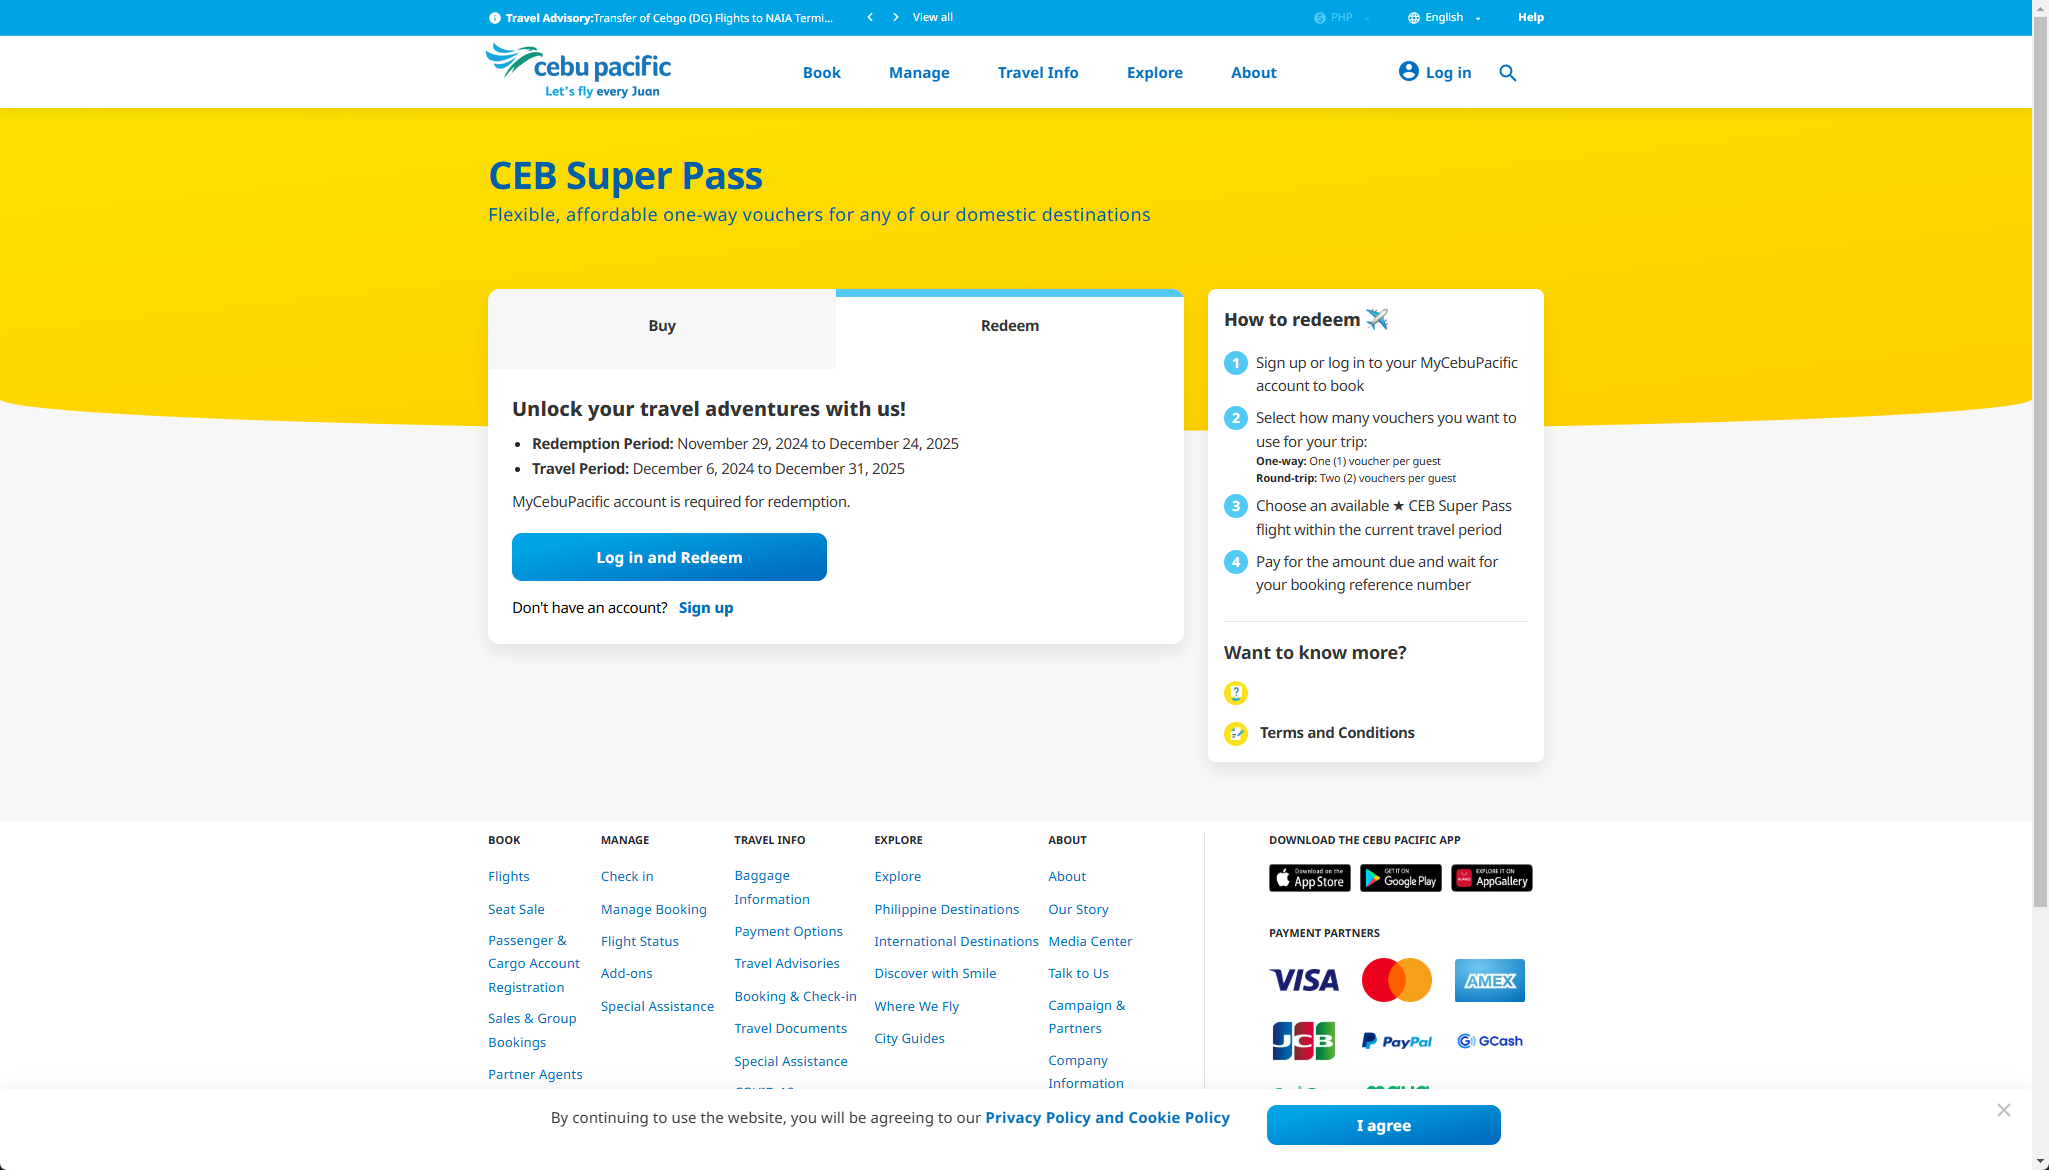 Travel Advisory:Transfer of Cebgo (DG) Flights to NAIA Termi...
View all
PHP
English
Help
cebu pacific
Let's fly every Juan
Book
Manage
Travel Info
Explore
About
Log in
CEB Super Pass
Flexible, affordable one-way vouchers for any of our domestic destinations
Buy
Redeem
Unlock your travel adventures with us!
• Redemption Period: November 29, 2024 to December 24, 2025
• Travel Period: December 6, 2024 to December 31, 2025
MyCebuPacific account is required for redemption.
Log in and Redeem
Don't have an account? Sign up
How to redeem
1 Sign up or log in to your MyCebuPacific
account to book
2 Select how many vouchers you want to
use for your trip:
One-way: One (1) voucher per guest
Round-trip: Two (2) vouchers per guest
3 Choose an available ★ CEB Super Pass
flight within the current travel period
4 Pay for the amount due and wait for
your booking reference number
Want to know more?
Terms and Conditions
BOOK
Flights
Seat Sale
Passenger &
Cargo Account
Registration
Sales & Group
Bookings
Partner Agents
MANAGE
Check in
Manage Booking
Flight Status
Add-ons
Special Assistance
TRAVEL INFO
Baggage
Information
Payment Options
Travel Advisories
Booking & Check-in
Travel Documents
Special Assistance
EXPLORE
Explore
Philippine Destinations
International Destinations
Discover with Smile
Where We Fly
City Guides
ABOUT
About
Our Story
Media Center
Talk to Us
Campaign &
Partners
Company
Information
DOWNLOAD THE CEBU PACIFIC APP
Download on the
App Store
GET IT ON
Google Play
EXPLORE IT ON
AppGallery
PAYMENT PARTNERS
VISA
AMEX
JCB
PayPal
GCash
By continuing to use the website, you will be agreeing to our Privacy Policy and Cookie Policy
I agree